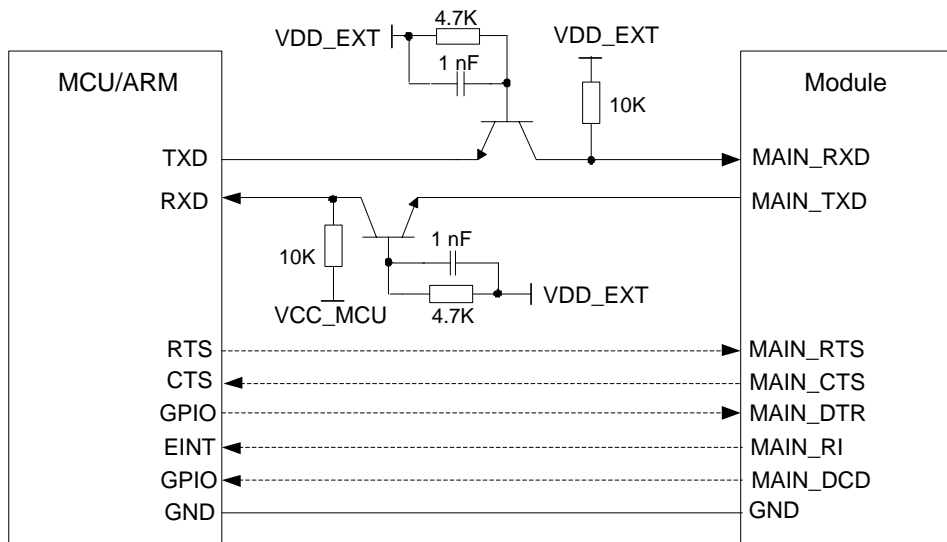 4.7K
VDD_EXT
VDD_EXT
1 nF
MCU/ARM
Module
10K
TXD
MAIN_RXD
RXD
MAIN_TXD
1 nF
10K
VDD_EXT
VCC_MCU
4.7K
RTS
MAIN_RTS
CTS
MAIN_CTS
GPIO
MAIN_DTR
EINT
MAIN_RI
GPIO
MAIN_DCD
GND
GND